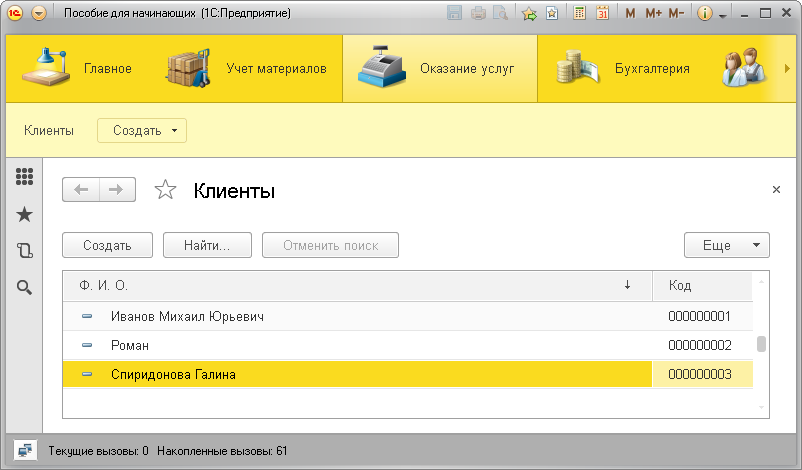 Пособие для начинающих (1С:Предприятие) M M+ M-
Главное Учет материалов Оказание услуг Бухгалтерия
Клиенты Создать
Клиенты
Создать Найти... Отменить поиск Еще
Ф. И. О. Код
Иванов Михаил Юрьевич 000000001
Роман 000000002
Спиридонова Галина 000000003
Текущие вызовы: 0 Накопленные вызовы: 61